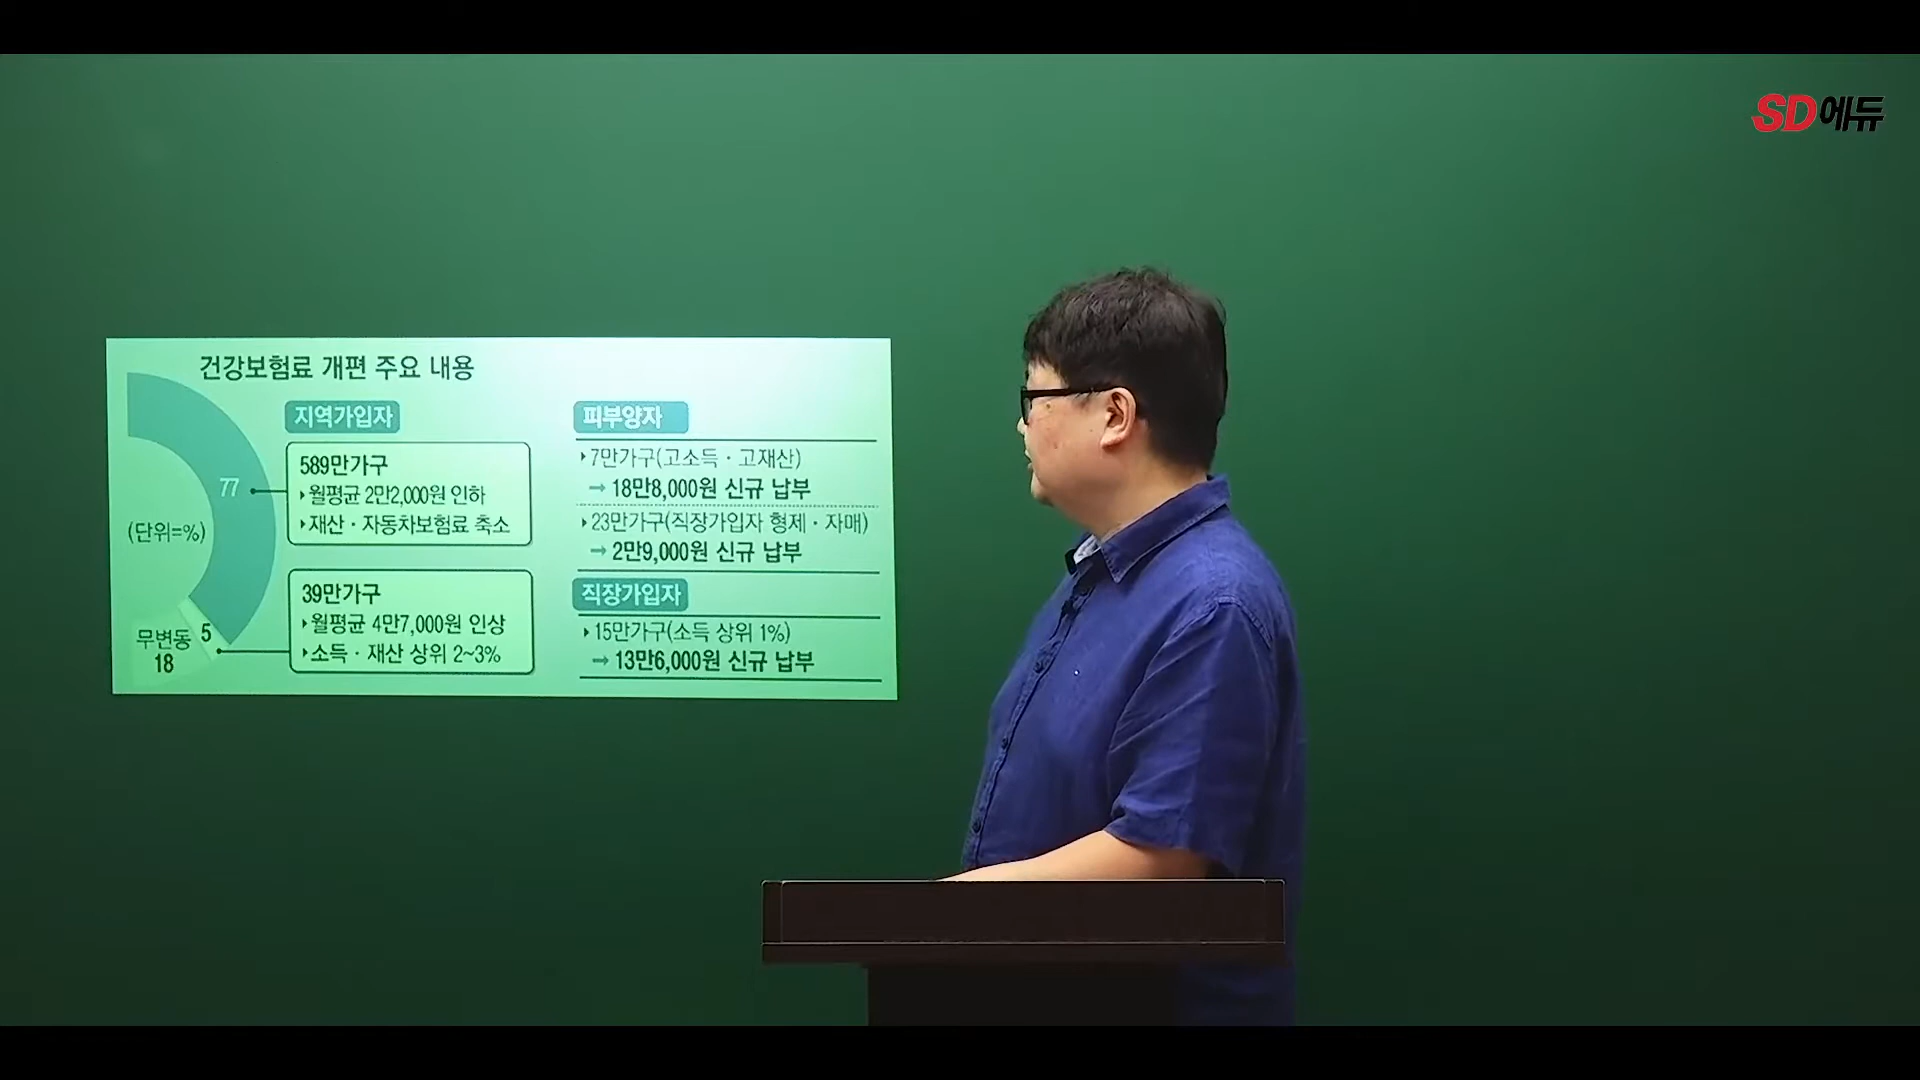 SD에듀
건강보험료 개편 주요 내용
지역가입자
77
589만가구
▸월평균 2만2,000원 인하
▸재산·자동차보험료 축소
(단위=%)
39만가구
▸월평균 4만7,000원 인상
▸소득·재산 상위 2~3%
5
무변동
18
피부양자
▸7만가구(고소득·고재산)
→ 18만8,000원 신규 납부
▸23만가구(직장가입자 형제·자매)
→ 2만9,000원 신규 납부
직장가입자
▸15만가구(소득 상위 1%)
→ 13만6,000원 신규 납부